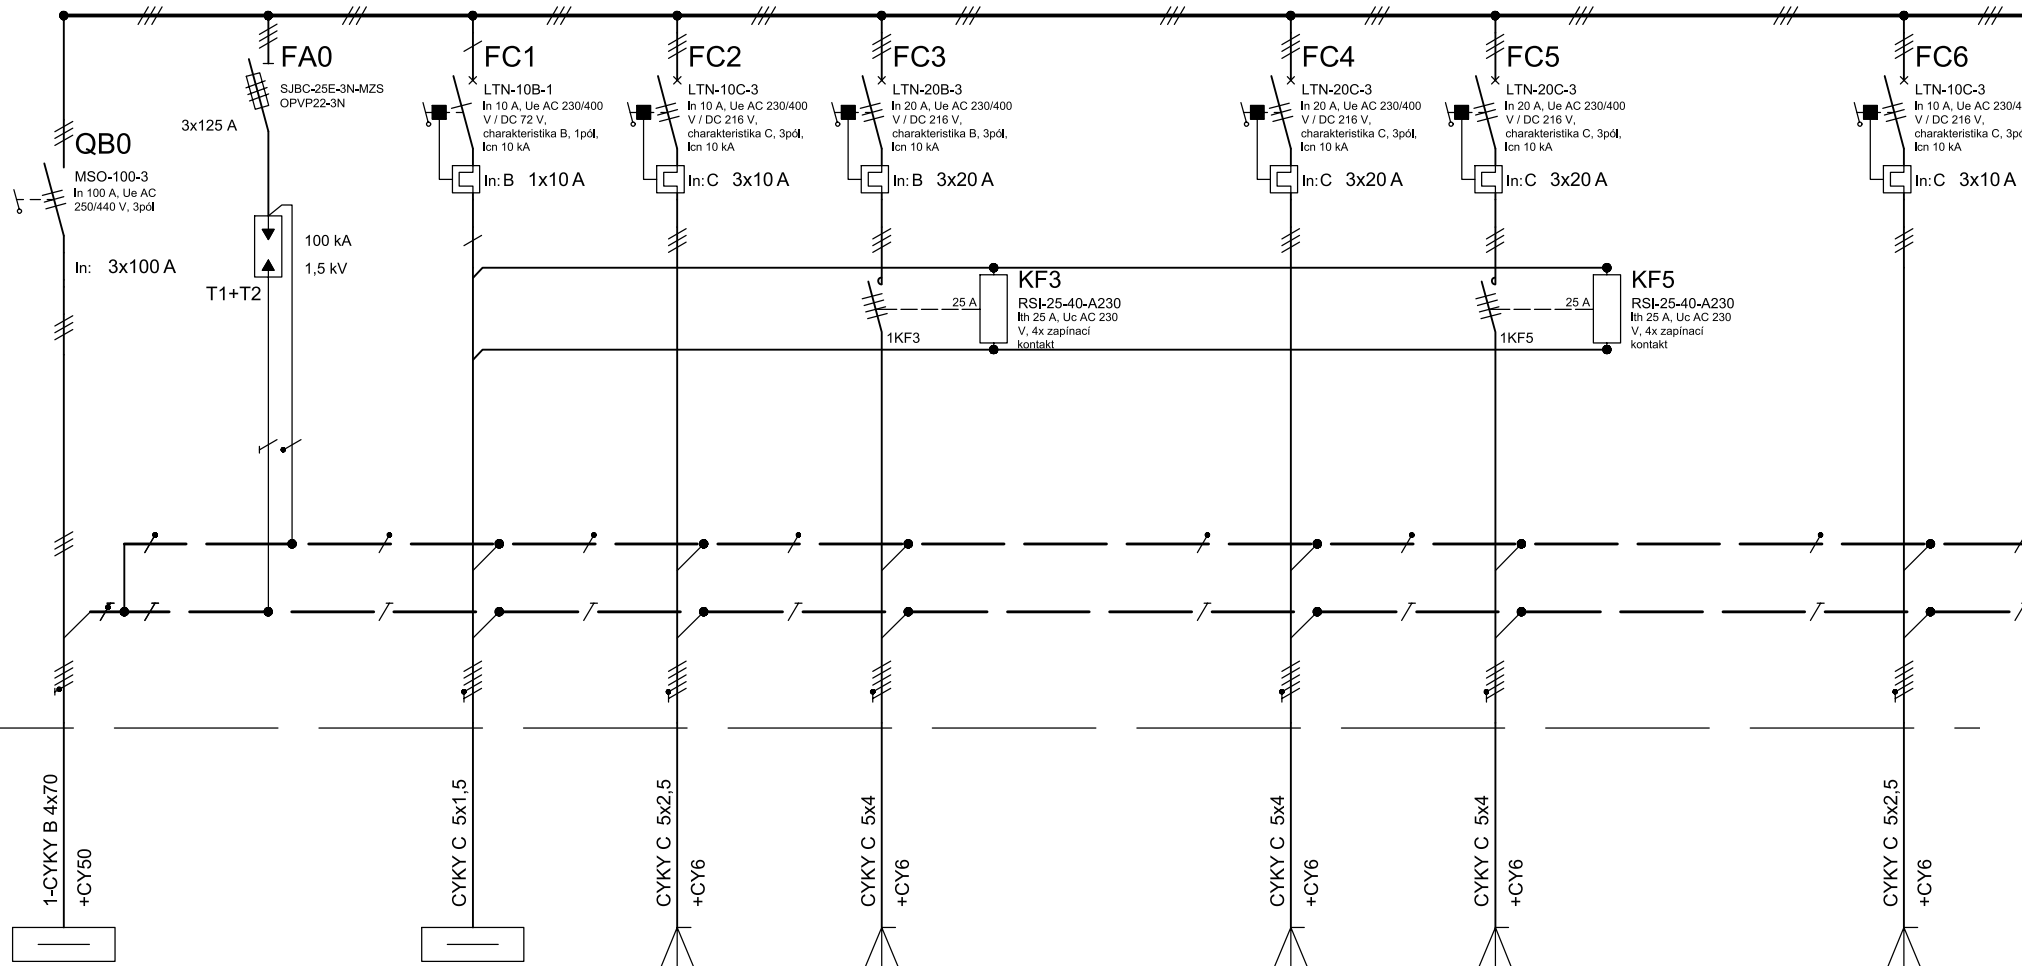 FA0
SJBC-25E-3N-MZS
OPVP22-3N
3x125 A
100 kA
1,5 kV
T1+T2
QB0
MSO-100-3
In 100 A, Ue AC
250/440 V, 3pól
In: 3x100 A
FC1
LTN-10B-1
In 10 A, Ue AC 230/400
V / DC 72 V,
charakteristika B, 1pól,
Icn 10 kA
In: B 1x10 A
FC2
LTN-10C-3
In 10 A, Ue AC 230/400
V / DC 216 V,
charakteristika C, 3pól,
Icn 10 kA
In: C 3x10 A
FC3
LTN-20B-3
In 20 A, Ue AC 230/400
V / DC 216 V,
charakteristika B, 3pól,
Icn 10 kA
In: B 3x20 A
FC4
LTN-20C-3
In 20 A, Ue AC 230/400
V / DC 216 V,
charakteristika C, 3pól,
Icn 10 kA
In: C 3x20 A
FC5
LTN-20C-3
In 20 A, Ue AC 230/400
V / DC 216 V,
charakteristika C, 3pól,
Icn 10 kA
In: C 3x20 A
FC6
LTN-10C-3
In 10 A, Ue AC 230/4
V / DC 216 V,
charakteristika C, 3pó
Icn 10 kA
In: C 3x10 A
1KF3
25 A
KF3
RSI-25-40-A230
Ith 25 A, Uc AC 230
V, 4x zapínací
kontakt
1KF5
25 A
KF5
RSI-25-40-A230
Ith 25 A, Uc AC 230
V, 4x zapínací
kontakt
1-CYKY B 4x70
+CY50
CYKY C 5x1,5
CYKY C 5x2,5
+CY6
CYKY C 5x4
+CY6
CYKY C 5x4
+CY6
CYKY C 5x4
+CY6
CYKY C 5x2,5
+CY6